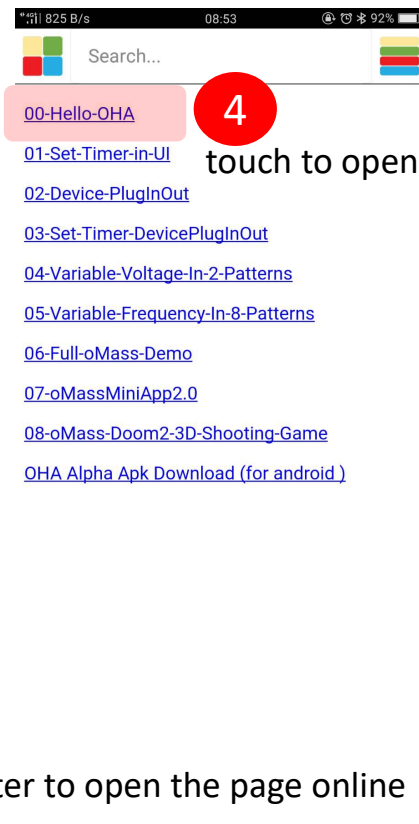 4G 825 B/s 08:53 92%
Search...
00-Hello-OHA
4
01-Set-Timer-in-UI
touch to open
02-Device-PlugInOut
03-Set-Timer-DevicePlugInOut
04-Variable-Voltage-In-2-Patterns
05-Variable-Frequency-In-8-Patterns
06-Full-oMass-Demo
07-oMassMiniApp2.0
08-oMass-Doom2-3D-Shooting-Game
OHA Alpha Apk Download (for android )
ter to open the page online